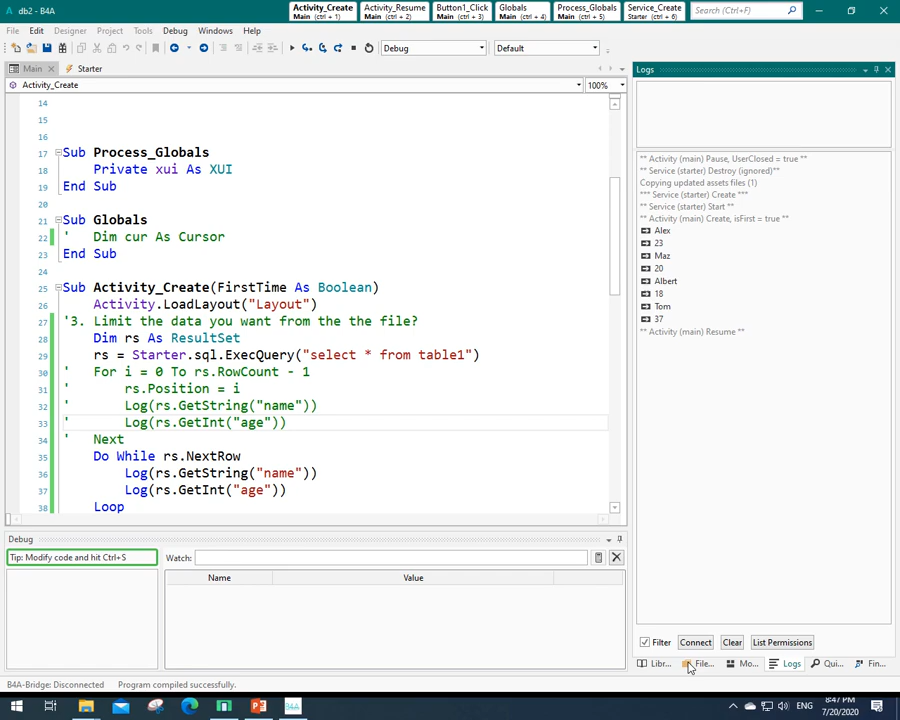 db2 - B4A
Activity_Create
Main (ctrl + 1)
Activity_Resume
Main (ctrl + 2)
Button1_Click
Main (ctrl + 3)
Globals
Main (ctrl + 4)
Process_Globals
Main (ctrl + 5)
Service_Create
Starter (ctrl + 6)
Search (Ctrl+F)
File Edit Designer Project Tools Debug Windows Help
Debug
Default
Main
Starter
Activity_Create
100%
14
15
16
17 Sub Process_Globals
18 Private xui As XUI
19 End Sub
20
21 Sub Globals
22 ' Dim cur As Cursor
23 End Sub
24
25 Sub Activity_Create(FirstTime As Boolean)
26 Activity.LoadLayout("Layout")
27 '3. Limit the data you want from the the file?
28 Dim rs As ResultSet
29 rs = Starter.sql.ExecQuery("select * from table1")
30 ' For i = 0 To rs.RowCount - 1
31 ' rs.Position = i
32 ' Log(rs.GetString("name"))
33 ' Log(rs.GetInt("age"))
34 ' Next
35 Do While rs.NextRow
36 Log(rs.GetString("name"))
37 Log(rs.GetInt("age"))
38 Loop
Debug
Tip: Modify code and hit Ctrl+S
Watch:
Name Value
Logs
** Activity (main) Pause, UserClosed = true **
** Service (starter) Destroy (ignored)**
Copying updated assets files (1)
*** Service (starter) Create ***
** Service (starter) Start **
** Activity (main) Create, isFirst = true **
Alex
23
Maz
20
Albert
18
Tom
37
** Activity (main) Resume **
Filter Connect Clear List Permissions
Libr... File... Mo... Logs Qui... Fin...
B4A-Bridge: Disconnected Program compiled successfully.
B4A
ENG
8:47 PM
7/20/2020